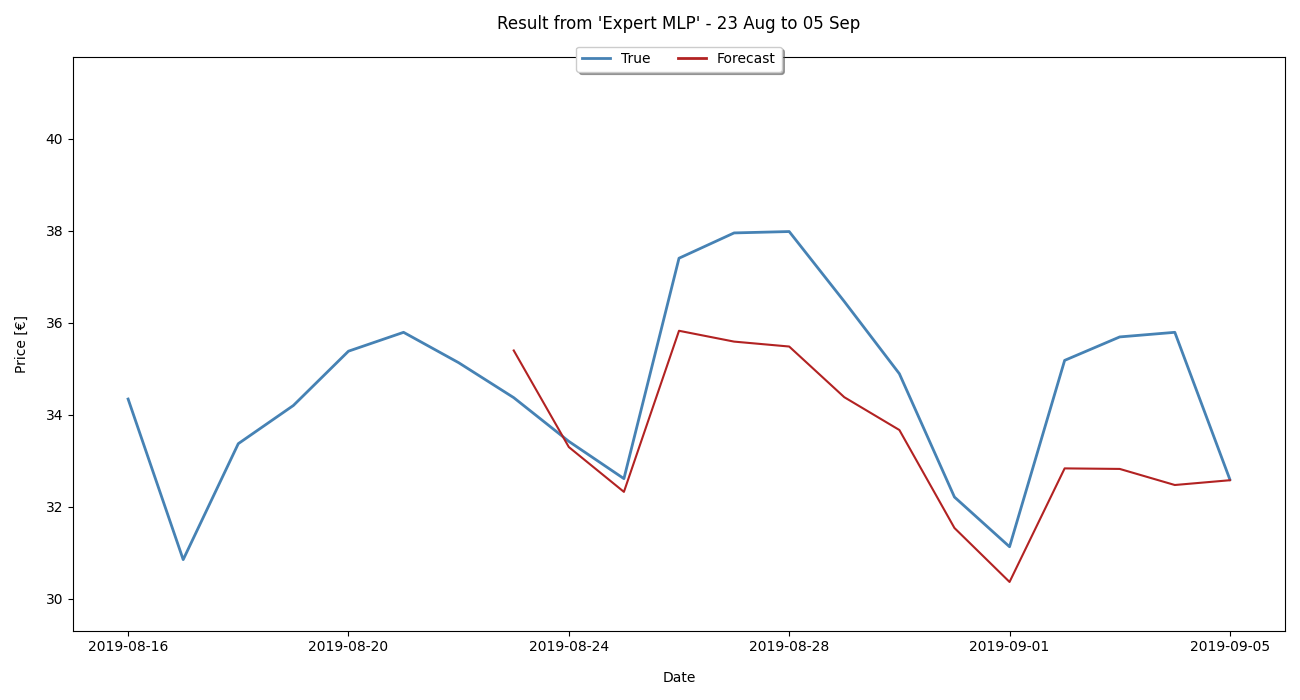 Result from 'Expert MLP' - 23 Aug to 05 Sep
True Forecast
40
38
36
34
32
30
Price [€]
2019-08-16 2019-08-20 2019-08-24 2019-08-28 2019-09-01 2019-09-05
Date